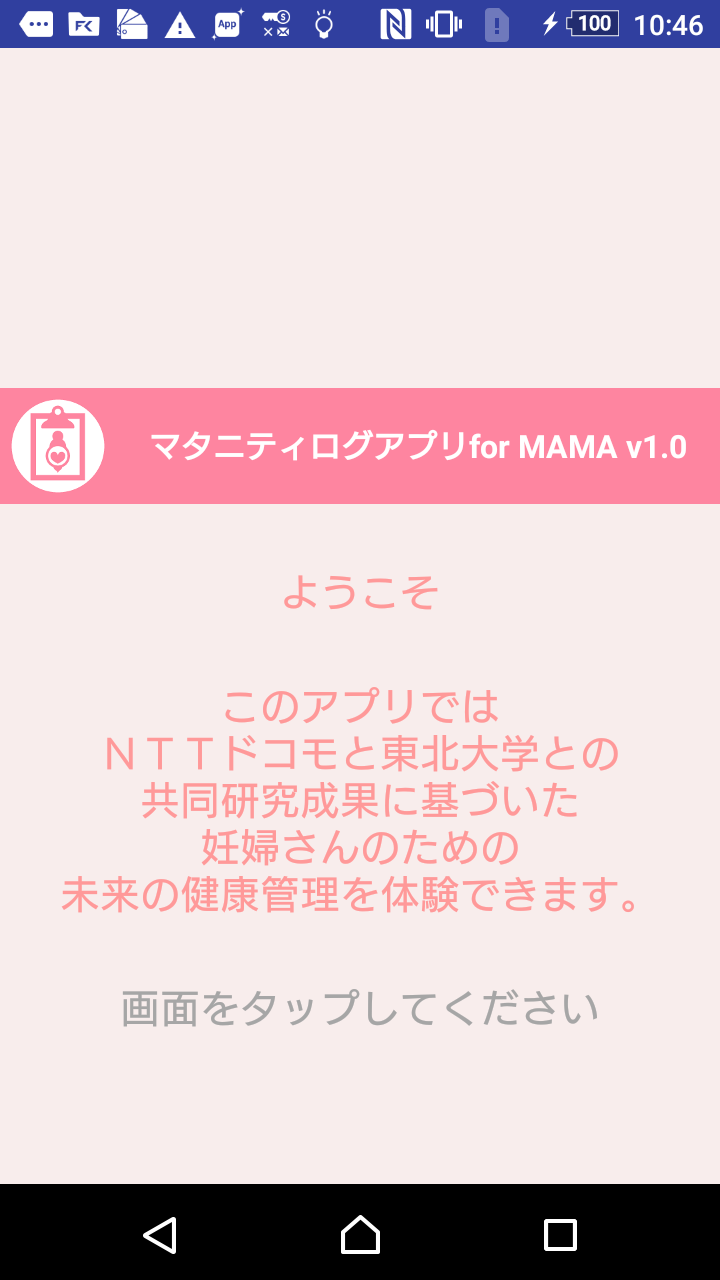 App
100
10:46
マタニティログアプリfor MAMA v1.0
ようこそ
このアプリでは
ＮＴＴドコモと東北大学との
共同研究成果に基づいた
妊婦さんのための
未来の健康管理を体験できます。
画面をタップしてください